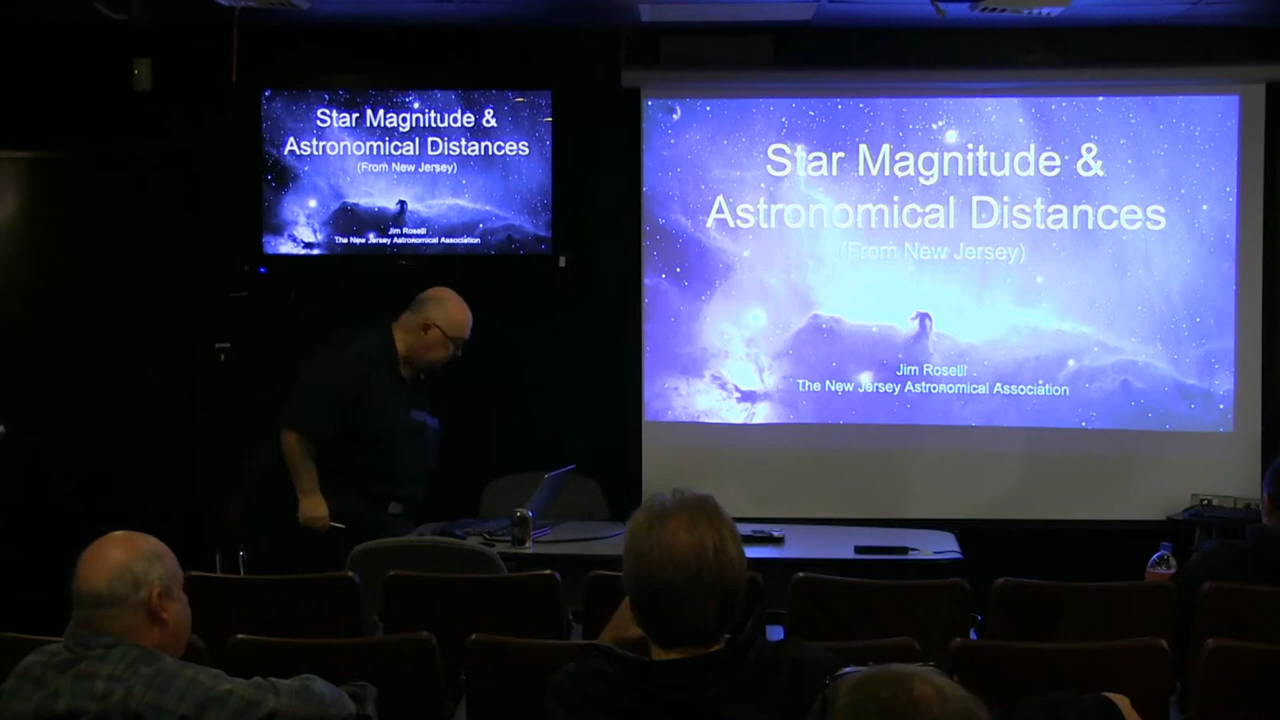 Star Magnitude &
Astronomical Distances
(From New Jersey)
Jim Roselli
The New Jersey Astronomical Association
Star Magnitude &
Astronomical Distances
(From New Jersey)
Jim Roselli
The New Jersey Astronomical Association